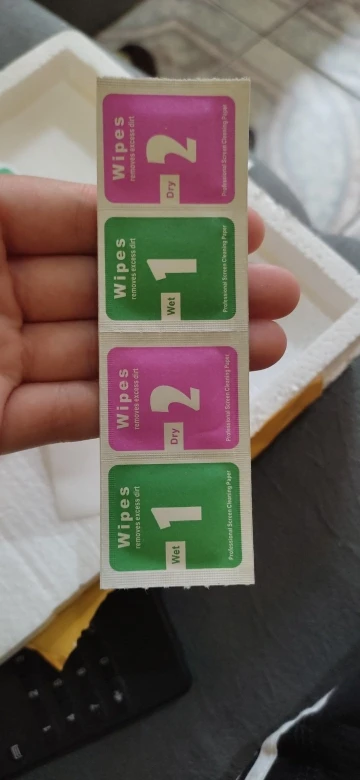 Wipes
removes excess dirt
Dry 2
Professional Screen Cleaning Paper
Wipes
removes excess dirt
Wet 1
Professional Screen Cleaning Paper
Wipes
removes excess dirt
Dry 2
Professional Screen Cleaning Paper
Wipes
removes excess dirt
Wet 1
Professional Screen Cleaning Paper